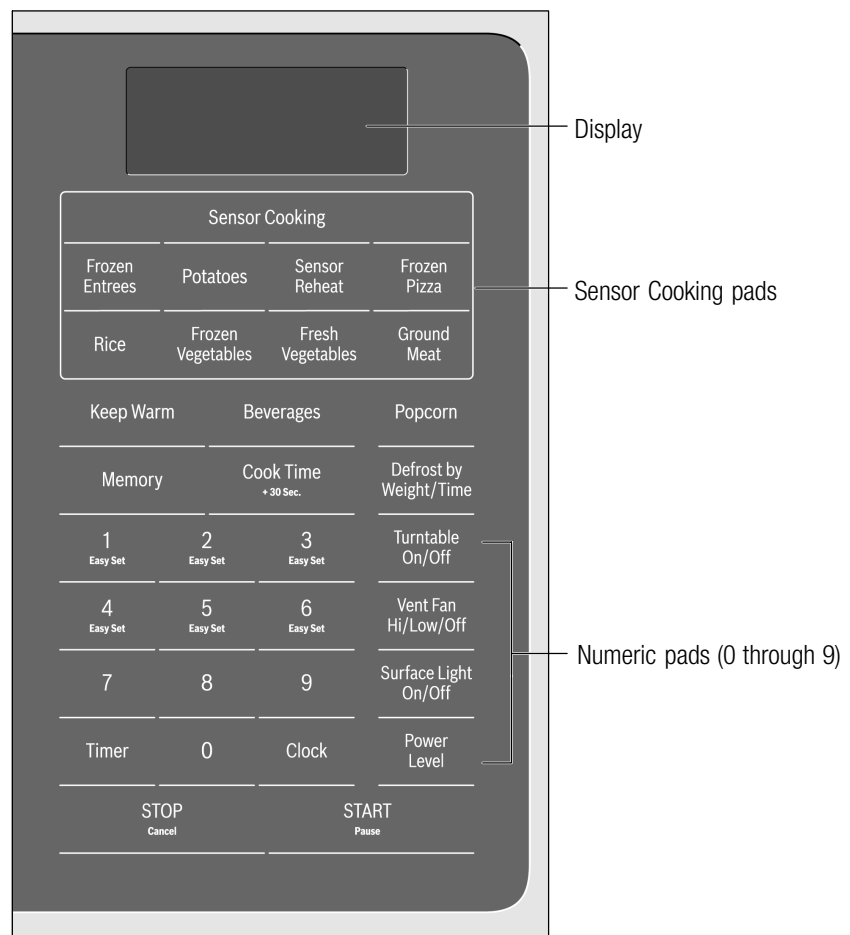 Display
Sensor Cooking
Frozen Entrees
Potatoes
Sensor Reheat
Frozen Pizza
Sensor Cooking pads
Rice
Frozen Vegetables
Fresh Vegetables
Ground Meat
Keep Warm
Beverages
Popcorn
Memory
Cook Time
+ 30 Sec.
Defrost by Weight/Time
1
Easy Set
2
Easy Set
3
Easy Set
Turntable On/Off
4
Easy Set
5
Easy Set
6
Easy Set
Vent Fan Hi/Low/Off
Numeric pads (0 through 9)
7
8
9
Surface Light On/Off
Timer
0
Clock
Power Level
STOP
Cancel
START
Pause